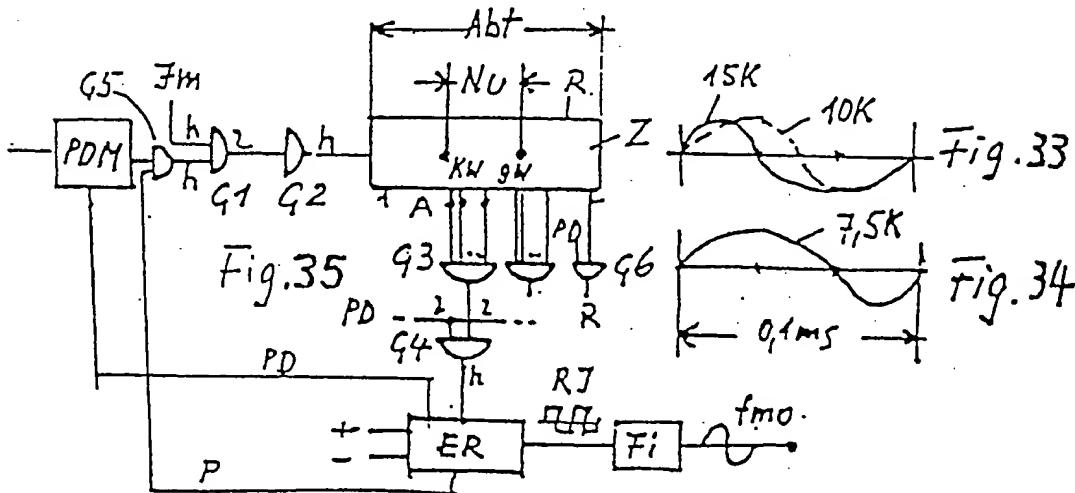 Abt
G5
Jm
Nu
R
15K
10K
Z
Fig.33
PDM
h
h
2
G1
G2
h
KW
gW
1
A
PD
7,5K
Fig.35
G3
G6
R
Fig.34
PD
2
2
G4
0,1ms
PD
h
RJ
fmo.
+
-
ER
Fi
P